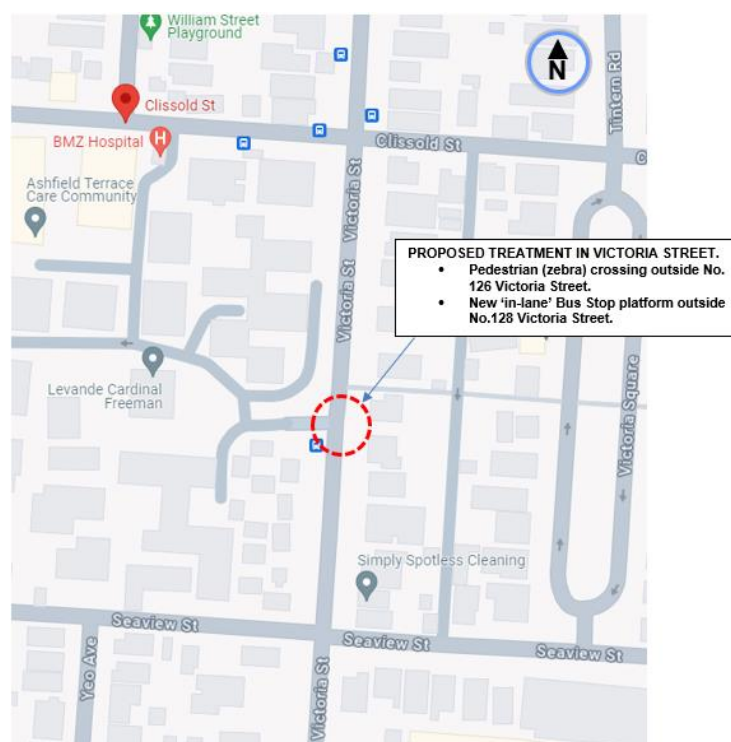 William Street
Playground
N
Tintern Rd
Clissold St
BMZ Hospital
H
Clissold St
C
Ashfield Terrace
Care Community
Victoria St
PROPOSED TREATMENT IN VICTORIA STREET.
• Pedestrian (zebra) crossing outside No.
126 Victoria Street.
• New ‘in-lane’ Bus Stop platform outside
No.128 Victoria Street.
Victoria St
Levande Cardinal
Freeman
Victoria Square
Simply Spotless Cleaning
Seaview St
Seaview St
Seaview St
Yeo Ave
Victoria St